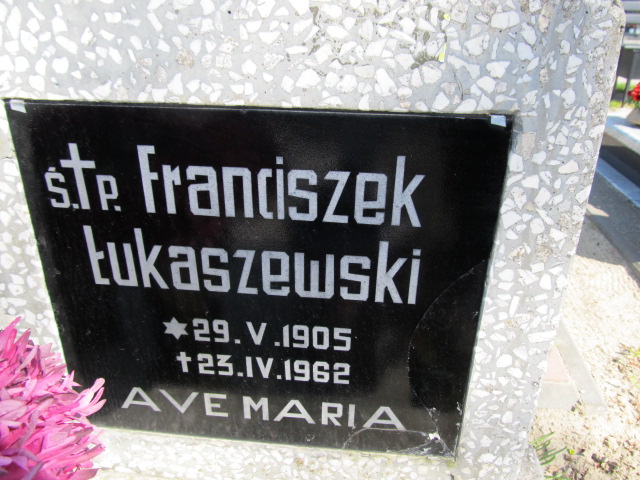 Ś.†P. Franciszek
Łukaszewski
✶29.V.1905
†23.IV.1962
AVE MARIA